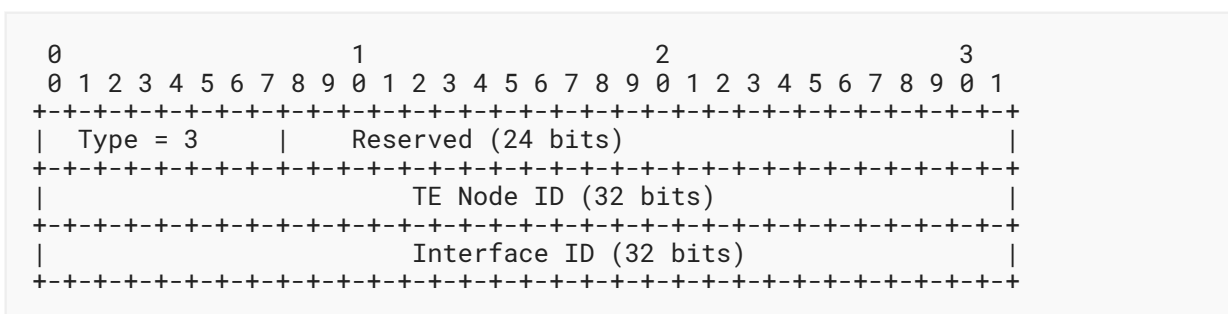 0                   1                   2                   3
 0 1 2 3 4 5 6 7 8 9 0 1 2 3 4 5 6 7 8 9 0 1 2 3 4 5 6 7 8 9 0 1
+-+-+-+-+-+-+-+-+-+-+-+-+-+-+-+-+-+-+-+-+-+-+-+-+-+-+-+-+-+-+-+-+
|  Type = 3     |    Reserved (24 bits)                         |
+-+-+-+-+-+-+-+-+-+-+-+-+-+-+-+-+-+-+-+-+-+-+-+-+-+-+-+-+-+-+-+-+
|                        TE Node ID (32 bits)                   |
+-+-+-+-+-+-+-+-+-+-+-+-+-+-+-+-+-+-+-+-+-+-+-+-+-+-+-+-+-+-+-+-+
|                        Interface ID (32 bits)                 |
+-+-+-+-+-+-+-+-+-+-+-+-+-+-+-+-+-+-+-+-+-+-+-+-+-+-+-+-+-+-+-+-+